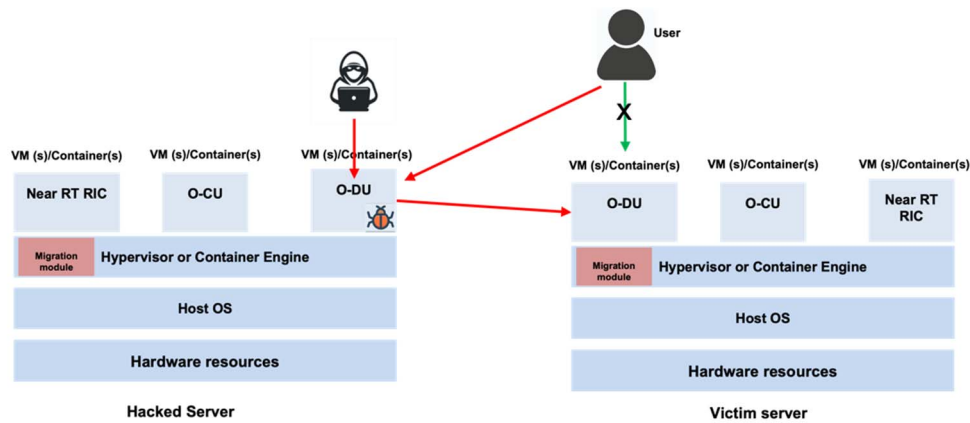 User
VM (s)/Container(s)
VM (s)/Container(s)
VM (s)/Container(s)
Near RT RIC
O-CU
O-DU
Migration
module
Hypervisor or Container Engine
Host OS
Hardware resources
Hacked Server
VM (s)/Container(s)
VM (s)/Container(s)
VM (s)/Container(s)
O-DU
O-CU
Near RT
RIC
Migration
module
Hypervisor or Container Engine
Host OS
Hardware resources
Victim server